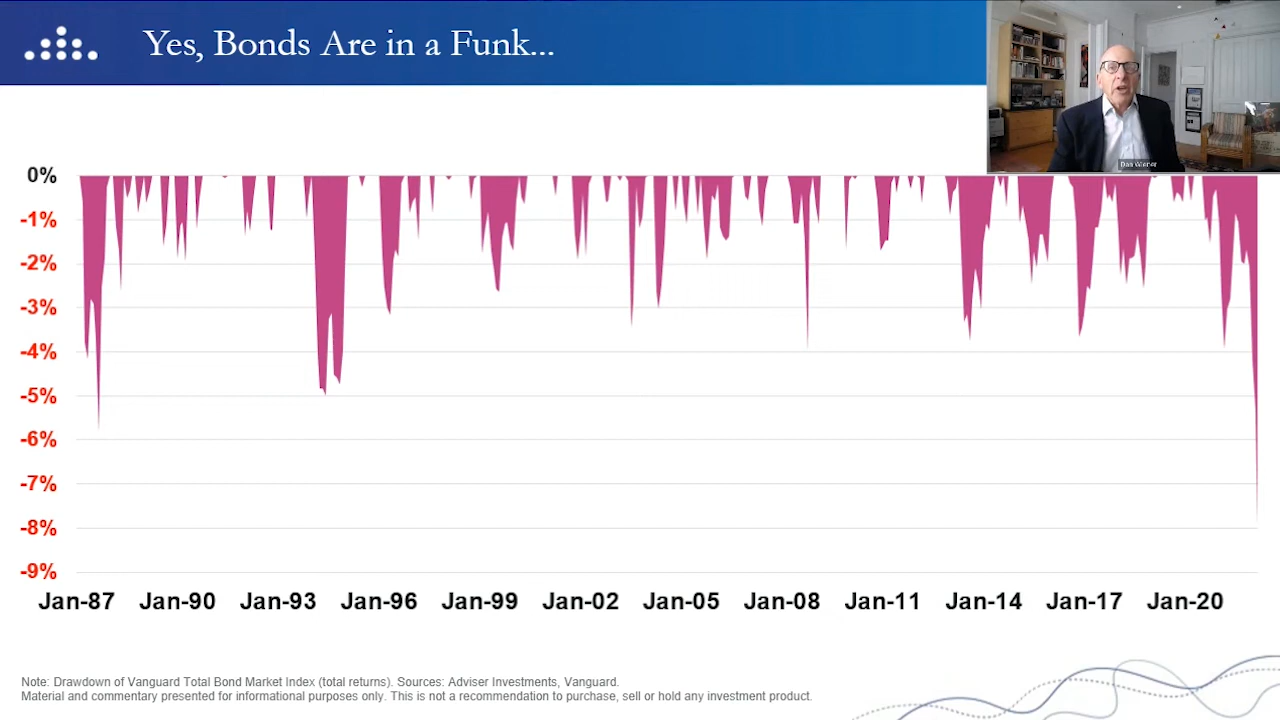 Yes, Bonds Are in a Funk...
Dan Wiener
0%
-1%
-2%
-3%
-4%
-5%
-6%
-7%
-8%
-9%
Jan-87 Jan-90 Jan-93 Jan-96 Jan-99 Jan-02 Jan-05 Jan-08 Jan-11 Jan-14 Jan-17 Jan-20
Note: Drawdown of Vanguard Total Bond Market Index (total returns). Sources: Adviser Investments, Vanguard.
Material and commentary presented for informational purposes only. This is not a recommendation to purchase, sell or hold any investment product.